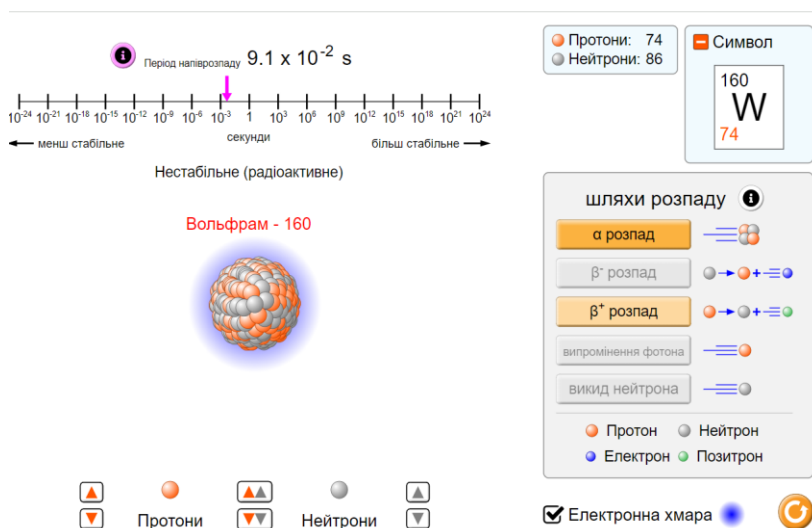 Період напіврозпаду 9.1 x 10⁻² s
10⁻²⁴ 10⁻²¹ 10⁻¹⁸ 10⁻¹⁵ 10⁻¹² 10⁻⁹ 10⁻⁶ 10⁻³ 1 10³ 10⁶ 10⁹ 10¹² 10¹⁵ 10¹⁸ 10²¹ 10²⁴
секунди
менш стабільне
більш стабільне
Нестабільне (радіоактивне)
Вольфрам - 160
Протони: 74
Нейтрони: 86
Символ
160
W
74
шляхи розпаду
α розпад
β⁻ розпад
β⁺ розпад
випромінення фотона
викид нейтрона
Протон Нейтрон
Електрон Позитрон
Протони Нейтрони
Електронна хмара